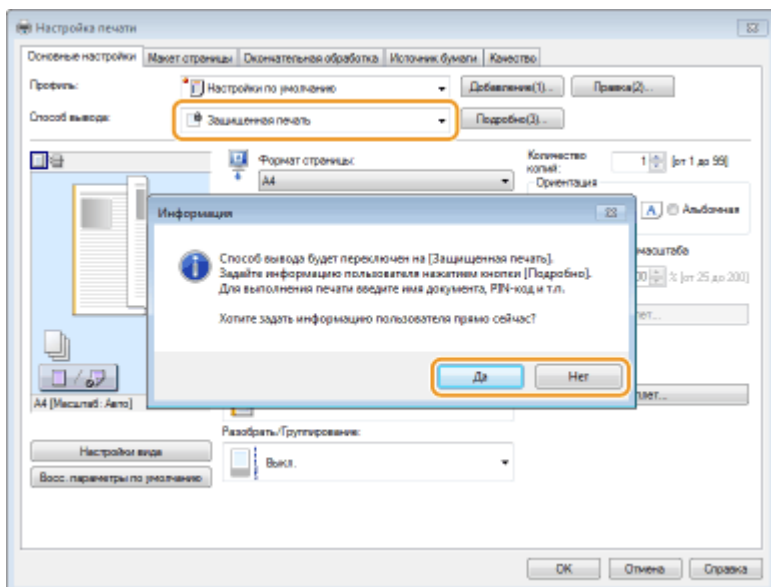 Настройка печати
Основные настройки Макет страницы Окончательная обработка Источник бумаги Качество
Профиль: Настройки по умолчанию Добавление(1)... Правка(2)...
Способ вывода: Защищенная печать Подробно(3)...
Формат страницы: Количество копий: 1 [от 1 до 99]
A4
Ориентация
A Альбомная
Информация
Способ вывода будет переключен на [Защищенная печать].
Задайте информацию пользователя нажатием кнопки [Подробно].
Для выполнения печати введите имя документа, PIN-код и т.п.
Хотите задать информацию пользователя прямо сейчас?
Да Нет
масштаба
00 % [от 25 до 200]
A4 [Масштаб: Авто]
Разобрать/Группирование:
Выкл.
Настройки вида
Восс. параметры по умолчанию
OK Отмена Справка